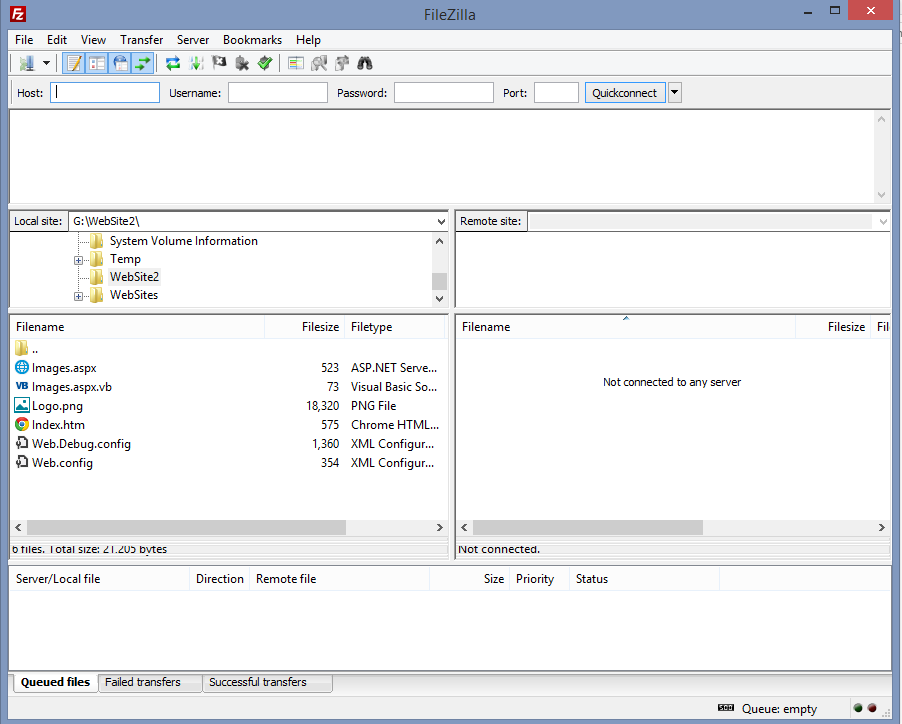 FileZilla
File Edit View Transfer Server Bookmarks Help
Host: Username: Password: Port: Quickconnect
Local site: G:\WebSite2\
Remote site:
System Volume Information
Temp
WebSite2
WebSites
Filename Filesize Filetype
..
Images.aspx 523 ASP.NET Serve...
Images.aspx.vb 73 Visual Basic So...
Logo.png 18,320 PNG File
Index.htm 575 Chrome HTML...
Web.Debug.config 1,360 XML Configur...
Web.config 354 XML Configur...
6 files. Total size: 21.205 bytes
Filename Filesize Fil
Not connected to any server
Not connected.
Server/Local file Direction Remote file Size Priority Status
Queued files Failed transfers Successful transfers
Queue: empty